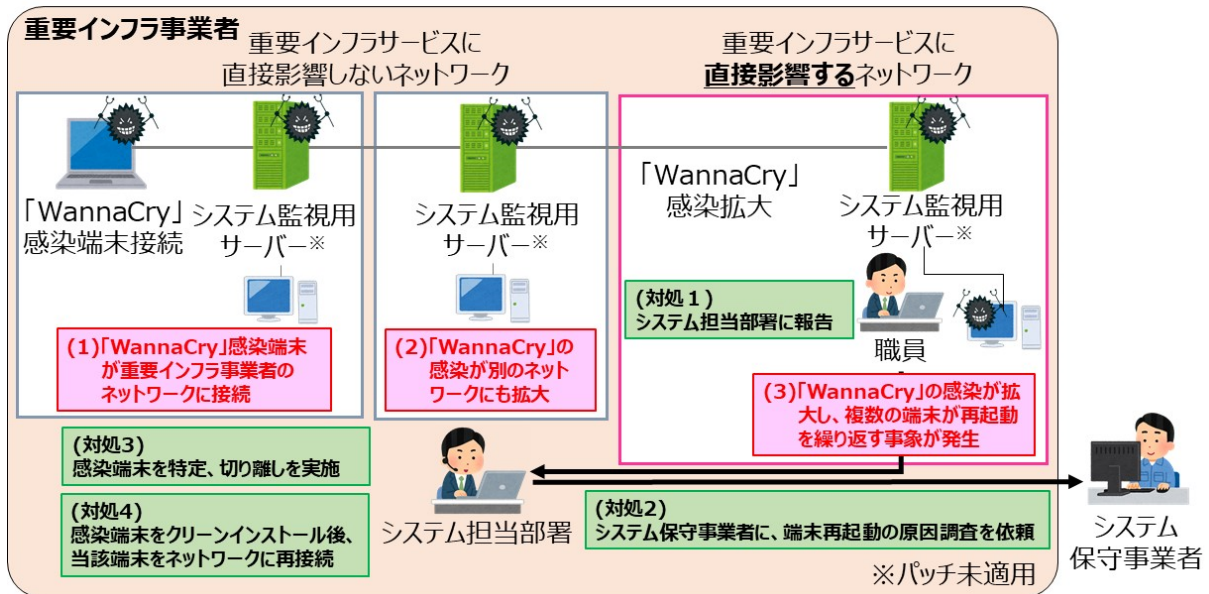 重要インフラ事業者
重要インフラサービスに
直接影響しないネットワーク
重要インフラサービスに
直接影響するネットワーク
「WannaCry」
感染端末接続
システム監視用
サーバー※
システム監視用
サーバー※
「WannaCry」
感染拡大
システム監視用
サーバー※
(対処１)
システム担当部署に報告
職員
(1)「WannaCry」感染端末
が重要インフラ事業者の
ネットワークに接続
(2)「WannaCry」の
感染が別のネット
ワークにも拡大
(3)「WannaCry」の感染が拡
大し、複数の端末が再起動
を繰り返す事象が発生
(対処3)
感染端末を特定、切り離しを実施
(対処4)
感染端末をクリーンインストール後、
当該端末をネットワークに再接続
システム担当部署
(対処2)
システム保守事業者に、端末再起動の原因調査を依頼
システム
保守事業者
※パッチ未適用